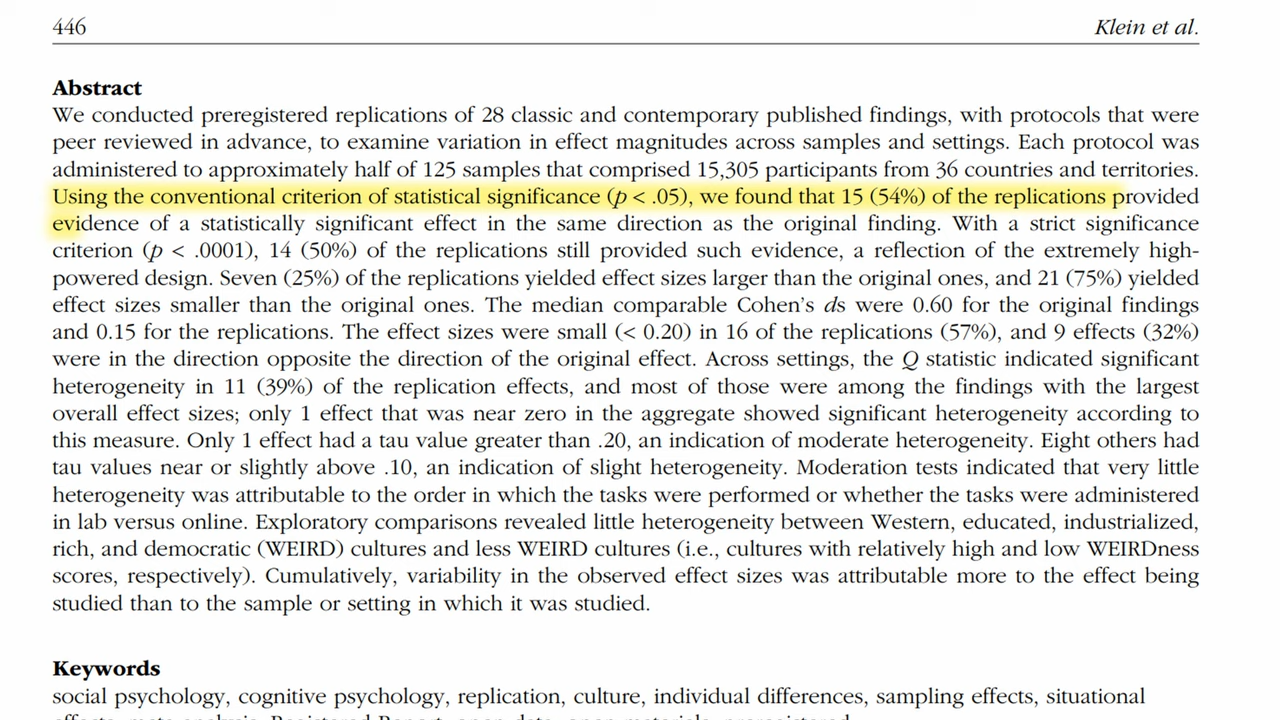 446 Klein et al.
Abstract
We conducted preregistered replications of 28 classic and contemporary published findings, with protocols that were
peer reviewed in advance, to examine variation in effect magnitudes across samples and settings. Each protocol was
administered to approximately half of 125 samples that comprised 15,305 participants from 36 countries and territories.
Using the conventional criterion of statistical significance (p < .05), we found that 15 (54%) of the replications provided
evidence of a statistically significant effect in the same direction as the original finding. With a strict significance
criterion (p < .0001), 14 (50%) of the replications still provided such evidence, a reflection of the extremely high-
powered design. Seven (25%) of the replications yielded effect sizes larger than the original ones, and 21 (75%) yielded
effect sizes smaller than the original ones. The median comparable Cohen's ds were 0.60 for the original findings
and 0.15 for the replications. The effect sizes were small (< 0.20) in 16 of the replications (57%), and 9 effects (32%)
were in the direction opposite the direction of the original effect. Across settings, the Q statistic indicated significant
heterogeneity in 11 (39%) of the replication effects, and most of those were among the findings with the largest
overall effect sizes; only 1 effect that was near zero in the aggregate showed significant heterogeneity according to
this measure. Only 1 effect had a tau value greater than .20, an indication of moderate heterogeneity. Eight others had
tau values near or slightly above .10, an indication of slight heterogeneity. Moderation tests indicated that very little
heterogeneity was attributable to the order in which the tasks were performed or whether the tasks were administered
in lab versus online. Exploratory comparisons revealed little heterogeneity between Western, educated, industrialized,
rich, and democratic (WEIRD) cultures and less WEIRD cultures (i.e., cultures with relatively high and low WEIRDness
scores, respectively). Cumulatively, variability in the observed effect sizes was attributable more to the effect being
studied than to the sample or setting in which it was studied.
Keywords
social psychology, cognitive psychology, replication, culture, individual differences, sampling effects, situational
effects, meta-analysis, Registered Report, open data, open materials, preregistered